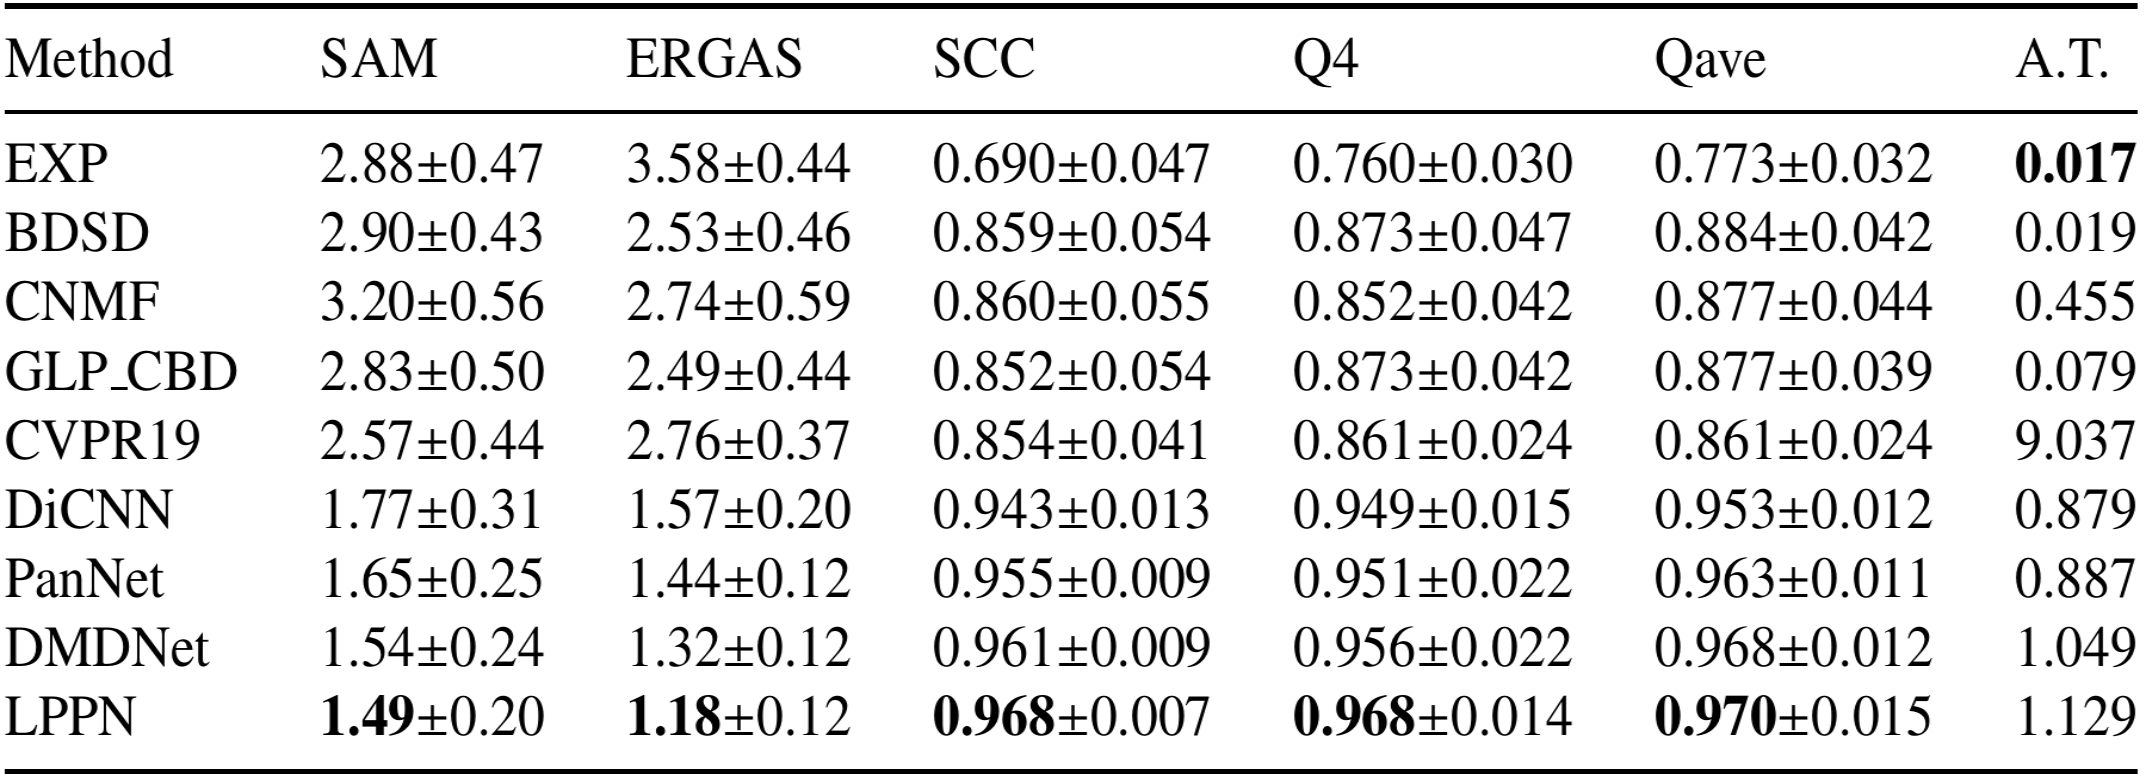 Method SAM ERGAS SCC Q4 Qave A.T.
EXP 2.88±0.47 3.58±0.44 0.690±0.047 0.760±0.030 0.773±0.032 0.017
BDSD 2.90±0.43 2.53±0.46 0.859±0.054 0.873±0.047 0.884±0.042 0.019
CNMF 3.20±0.56 2.74±0.59 0.860±0.055 0.852±0.042 0.877±0.044 0.455
GLP_CBD 2.83±0.50 2.49±0.44 0.852±0.054 0.873±0.042 0.877±0.039 0.079
CVPR19 2.57±0.44 2.76±0.37 0.854±0.041 0.861±0.024 0.861±0.024 9.037
DiCNN 1.77±0.31 1.57±0.20 0.943±0.013 0.949±0.015 0.953±0.012 0.879
PanNet 1.65±0.25 1.44±0.12 0.955±0.009 0.951±0.022 0.963±0.011 0.887
DMDNet 1.54±0.24 1.32±0.12 0.961±0.009 0.956±0.022 0.968±0.012 1.049
LPPN 1.49±0.20 1.18±0.12 0.968±0.007 0.968±0.014 0.970±0.015 1.129